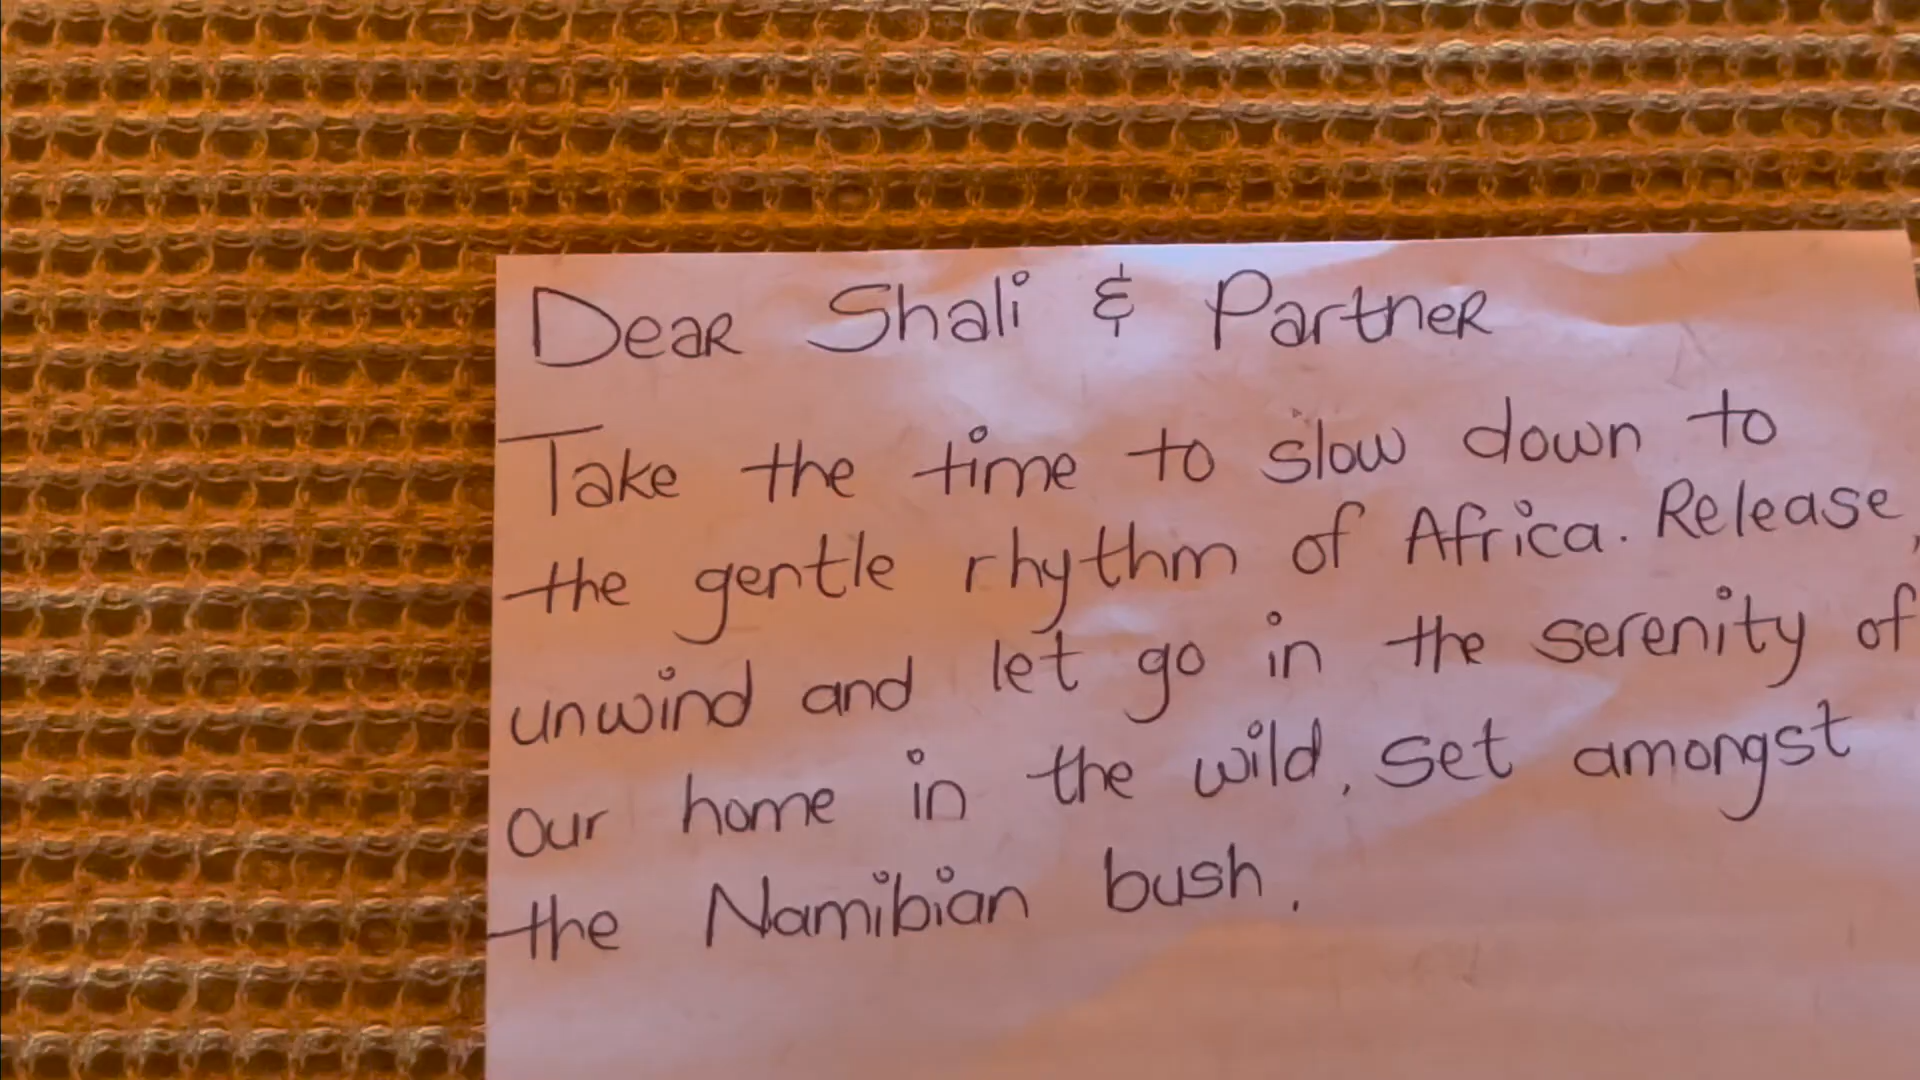 Dear Shali & Partner
Take the time to slow down to
the gentle rhythm of Africa. Release,
unwind and let go in the serenity of
our home in the wild, set amongst
the Namibian bush.